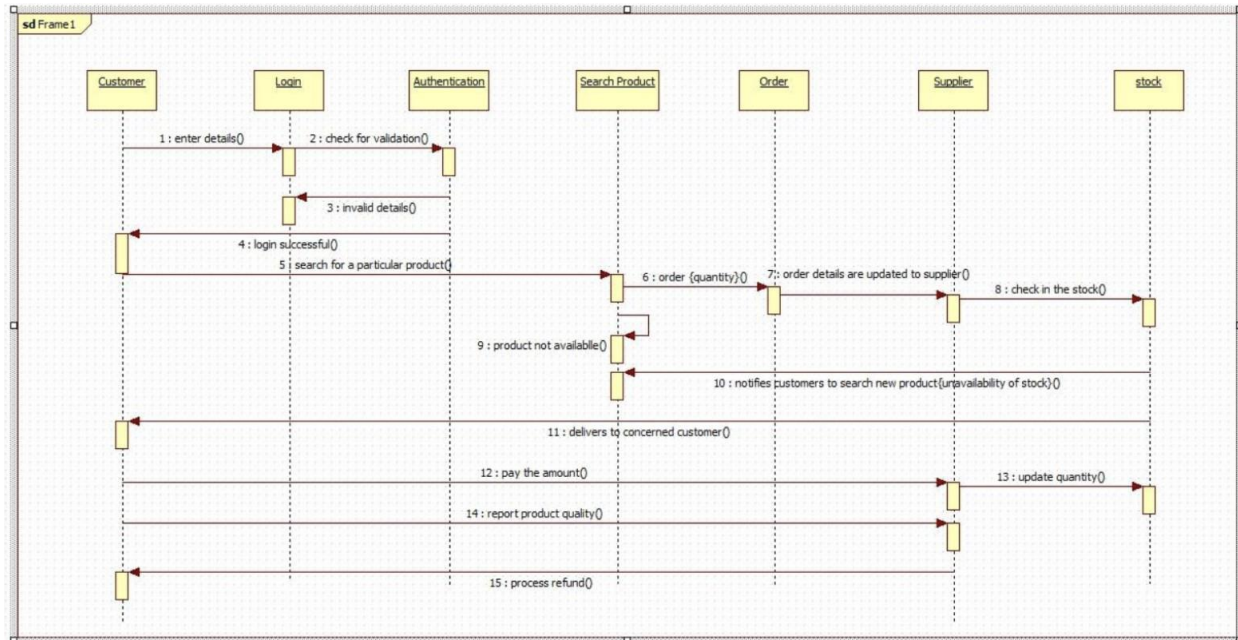 sd Frame1
Customer
Login
Authentication
Search Product
Order
Supplier
stock
1 : enter details()
2 : check for validation()
3 : invalid details()
4 : login successful()
5 : search for a particular product()
6 : order {quantity}()
7 : order details are updated to supplier()
8 : check in the stock()
9 : product not availablle()
10 : notifies customers to search new product{unavailability of stock}()
11 : delivers to concerned customer()
12 : pay the amount()
13 : update quantity()
14 : report product quality()
15 : process refund()